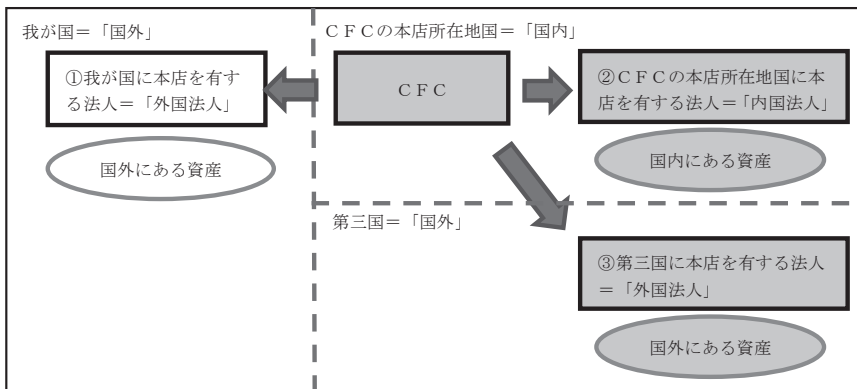 我が国＝「国外」
①我が国に本店を有す
る法人＝「外国法人」
国外にある資産
ＣＦＣの本店所在地国＝「国内」
ＣＦＣ
②ＣＦＣの本店所在地国に本
店を有する法人＝「内国法人」
国内にある資産
第三国＝「国外」
③第三国に本店を有する法人
＝「外国法人」
国外にある資産